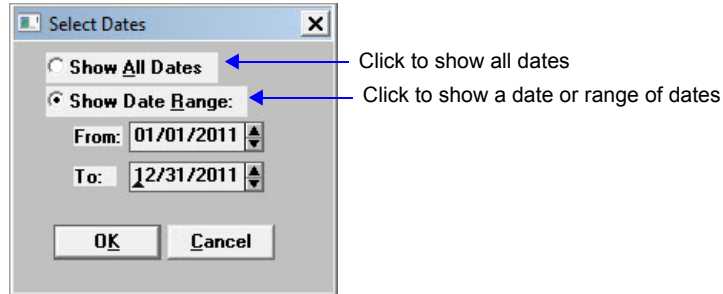 Select Dates
Show All Dates
Click to show all dates
Show Date Range:
Click to show a date or range of dates
From: 01/01/2011
To: 12/31/2011
OK Cancel